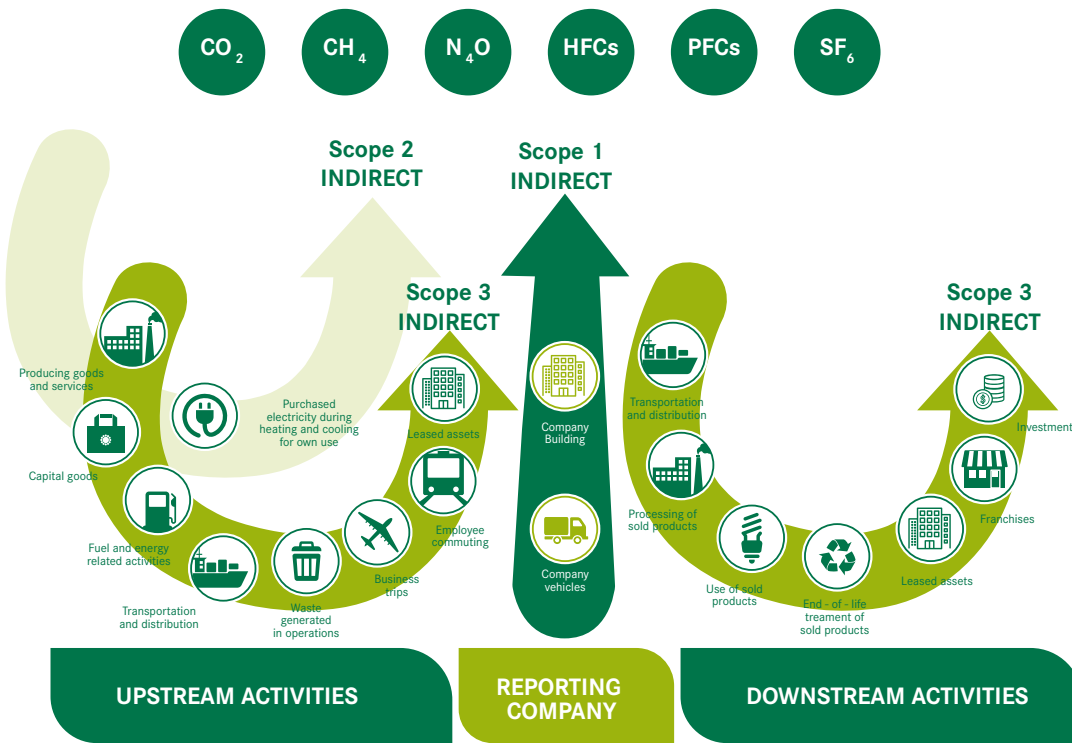 CO₂
CH₄
N₄O
HFCs
PFCs
SF₆
Scope 2
INDIRECT
Scope 1
INDIRECT
Scope 3
INDIRECT
Scope 3
INDIRECT
Producing goods
and services
Capital goods
Fuel and energy
related activities
Transportation
and distribution
Waste
generated
in operations
Business
trips
Employee
commuting
Leased assets
Purchased
electricity during
heating and cooling
for own use
Company
Building
Company
vehicles
Transportation
and distribution
Processing of
sold products
Use of sold
products
End - of - life
treament of
sold products
Leased assets
Franchises
Investment
UPSTREAM ACTIVITIES
REPORTING
COMPANY
DOWNSTREAM ACTIVITIES